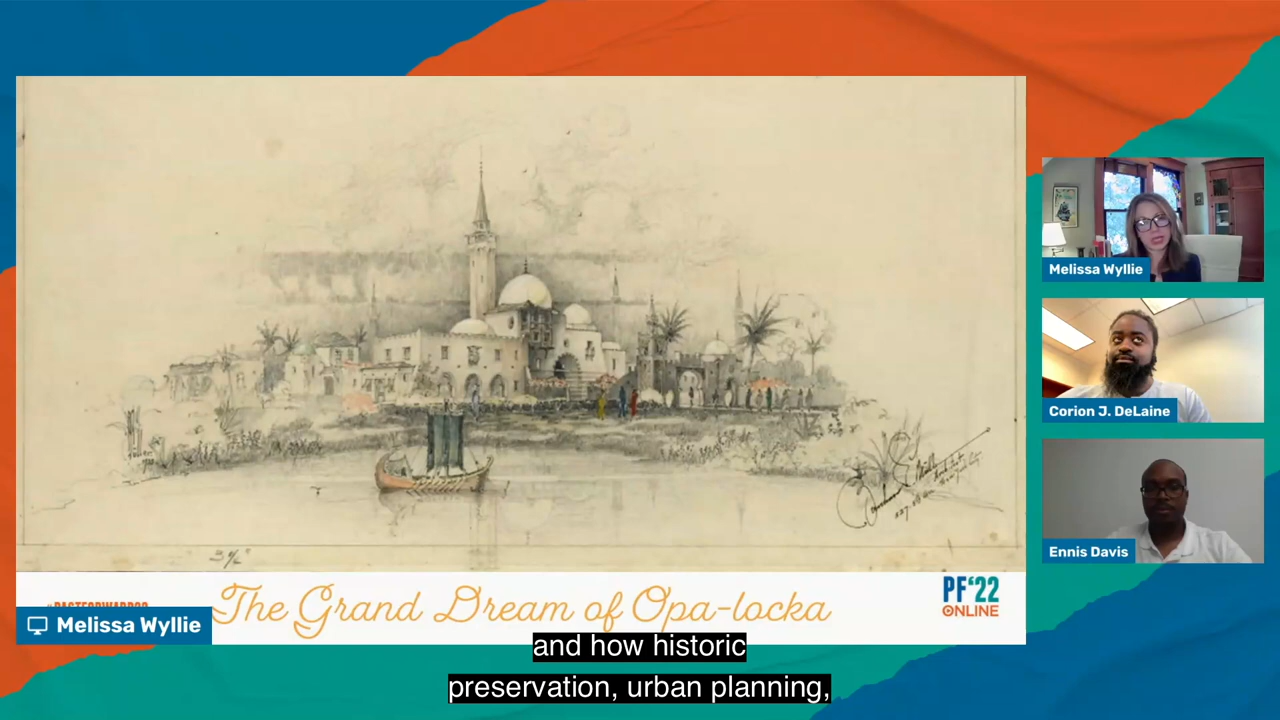 The Grand Dream of Opa-locka
PF'22
ONLINE
Melissa Wyllie
and how historic
preservation, urban planning,
Melissa Wyllie
Corion J. DeLaine
Ennis Davis